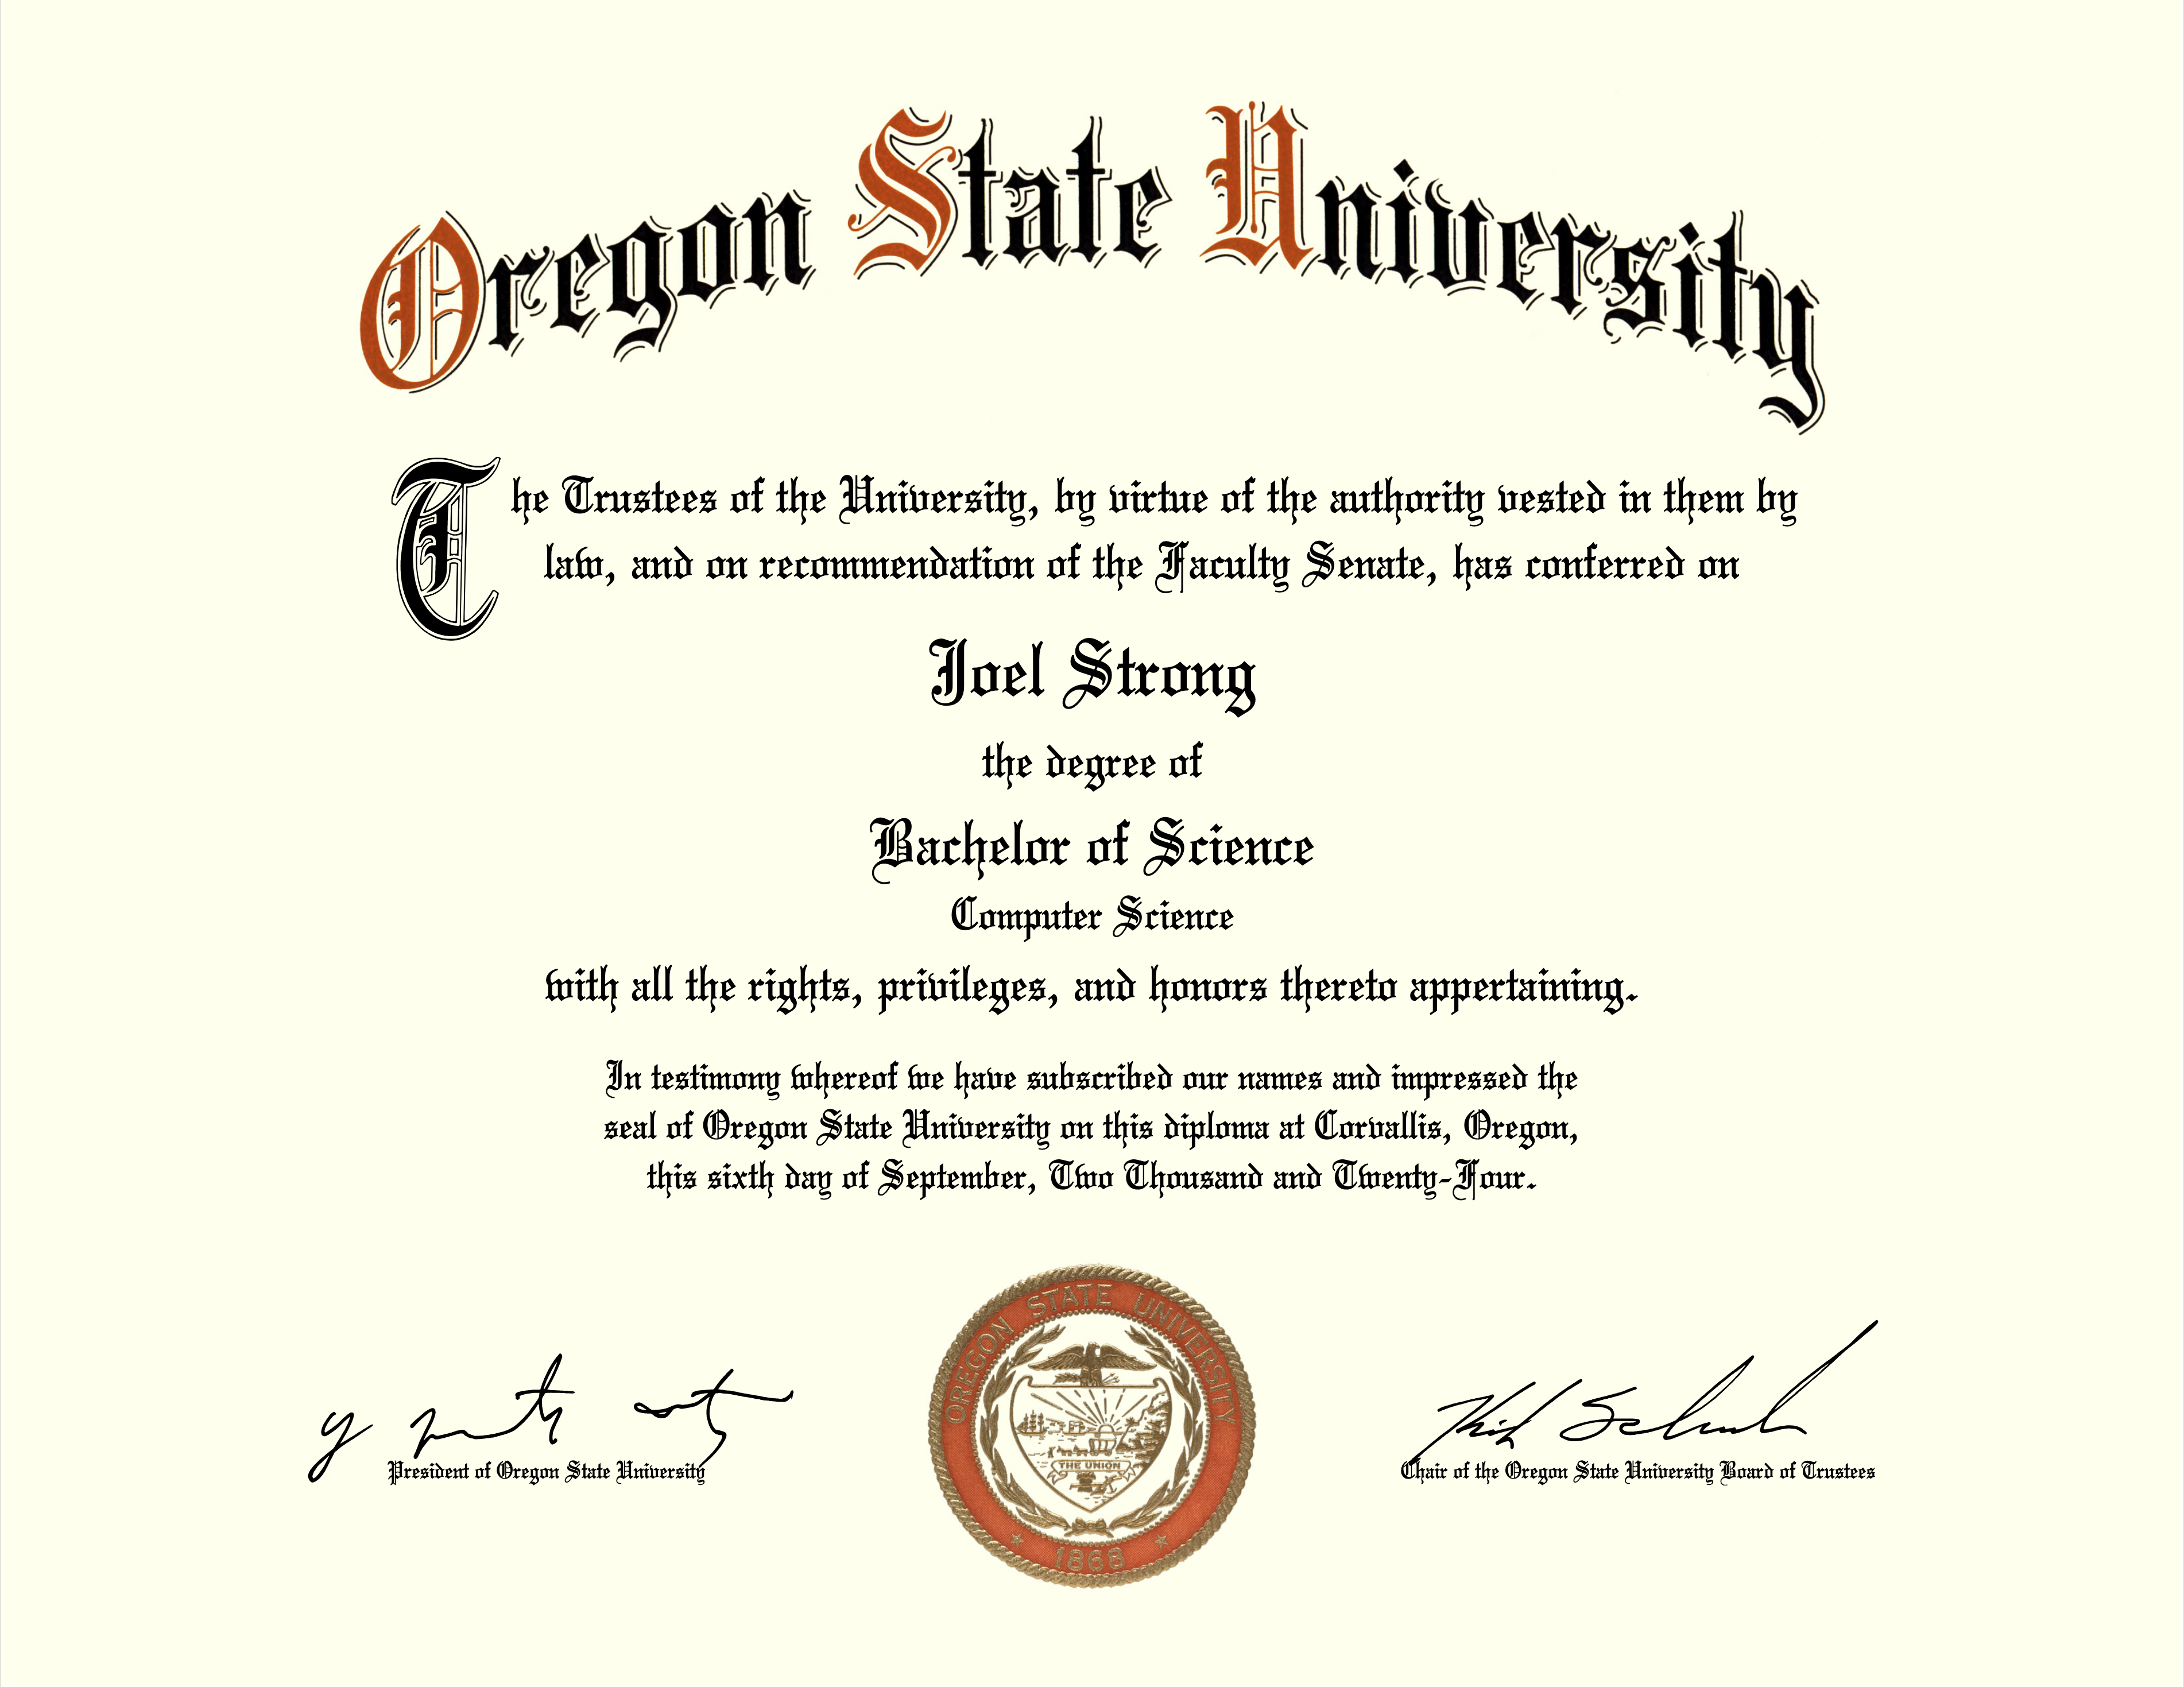 Oregon State University
The Trustees of the University, by virtue of the authority vested in them by
law, and on recommendation of the Faculty Senate, has conferred on
Joel Strong
the degree of
Bachelor of Science
Computer Science
with all the rights, privileges, and honors thereto appertaining.
In testimony whereof we have subscribed our names and impressed the
seal of Oregon State University on this diploma at Corvallis, Oregon,
this sixth day of September, Two Thousand and Twenty-Four.
OREGON STATE UNIVERSITY
THE UNION
1868
President of Oregon State University
Chair of the Oregon State University Board of Trustees